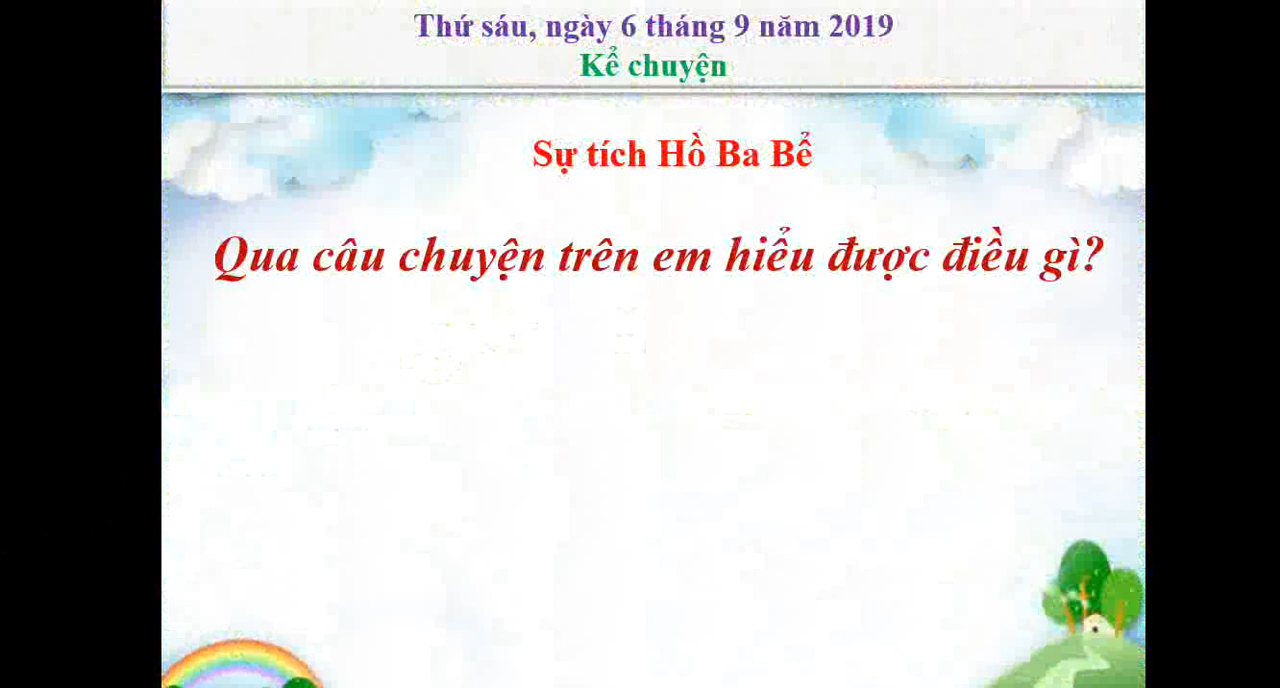 Thứ sáu, ngày 6 tháng 9 năm 2019
Kể chuyện
Sự tích Hồ Ba Bể
Qua câu chuyện trên em hiểu được điều gì?